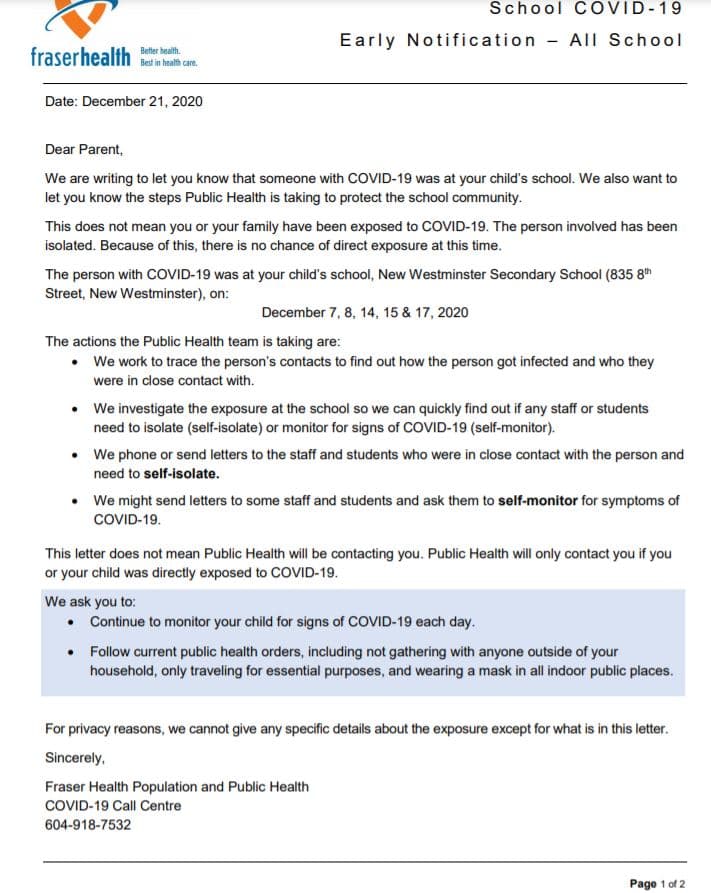 School COVID-19
Early Notification – All School
fraserhealth
Better health.
Best in health care.
Date: December 21, 2020
Dear Parent,
We are writing to let you know that someone with COVID-19 was at your child's school. We also want to
let you know the steps Public Health is taking to protect the school community.
This does not mean you or your family have been exposed to COVID-19. The person involved has been
isolated. Because of this, there is no chance of direct exposure at this time.
The person with COVID-19 was at your child's school, New Westminster Secondary School (835 8th
Street, New Westminster), on:
December 7, 8, 14, 15 & 17, 2020
The actions the Public Health team is taking are:
• We work to trace the person's contacts to find out how the person got infected and who they
were in close contact with.
• We investigate the exposure at the school so we can quickly find out if any staff or students
need to isolate (self-isolate) or monitor for signs of COVID-19 (self-monitor).
• We phone or send letters to the staff and students who were in close contact with the person and
need to self-isolate.
• We might send letters to some staff and students and ask them to self-monitor for symptoms of
COVID-19.
This letter does not mean Public Health will be contacting you. Public Health will only contact you if you
or your child was directly exposed to COVID-19.
We ask you to:
• Continue to monitor your child for signs of COVID-19 each day.
• Follow current public health orders, including not gathering with anyone outside of your
household, only traveling for essential purposes, and wearing a mask in all indoor public places.
For privacy reasons, we cannot give any specific details about the exposure except for what is in this letter.
Sincerely,
Fraser Health Population and Public Health
COVID-19 Call Centre
604-918-7532
Page 1 of 2